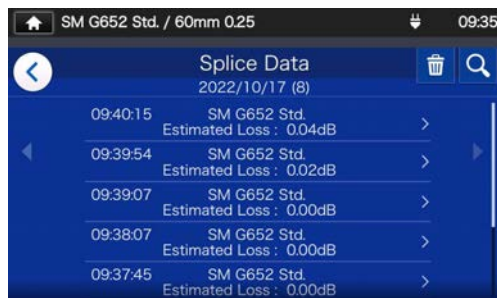 SM G652 Std. / 60mm 0.25 09:35
Splice Data
2022/10/17 (8)
09:40:15 SM G652 Std.
Estimated Loss : 0.04dB
09:39:54 SM G652 Std.
Estimated Loss : 0.02dB
09:39:07 SM G652 Std.
Estimated Loss : 0.00dB
09:38:07 SM G652 Std.
Estimated Loss : 0.00dB
09:37:45 SM G652 Std.
Estimated Loss : 0.00dB